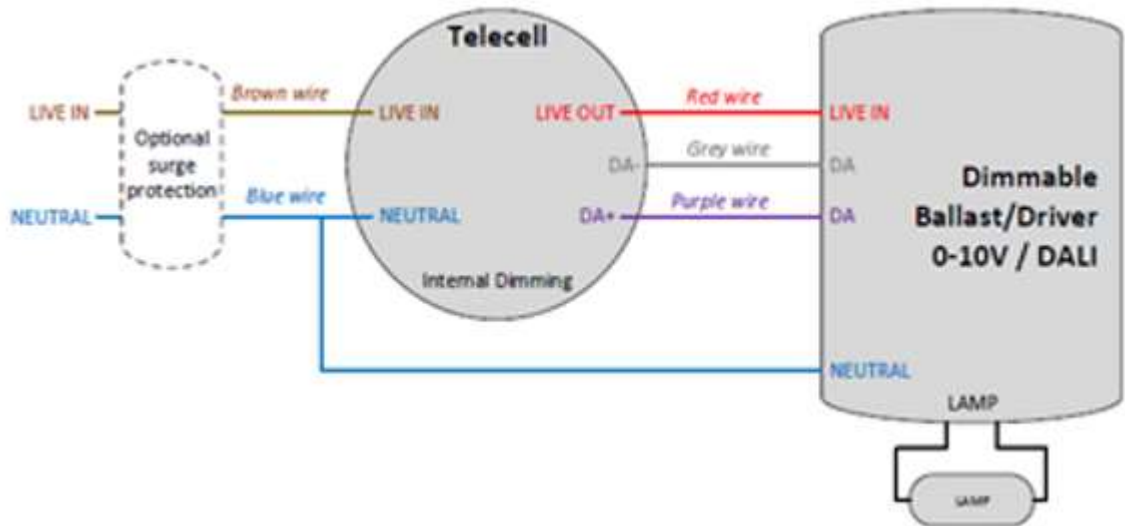 Telecell
LIVE IN
Brown wire
LIVE IN
LIVE OUT
Red wire
LIVE IN
Optional
surge
protection
DA-
Grey wire
DA
NEUTRAL
Blue wire
NEUTRAL
DA+
Purple wire
DA
Dimmable
Ballast/Driver
0-10V / DALI
Internal Dimming
NEUTRAL
LAMP
LAMP